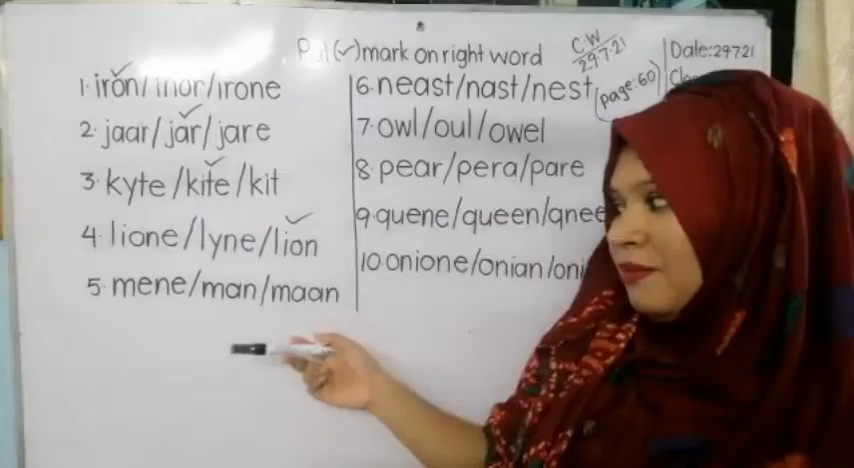 Put (✓) mark on right word
C.W
29.7.21
Date: 29.7.21
(page:60)
1. iron/inor/irone
2. jaar/jar/jare
3. kyte/kite/kit
4. lione/lyne/lion
5. mene/man/maan
6. neast/nast/nest
7. owl/oul/owel
8. pear/pera/pare
9. quene/queen/qnee
10. onione/onian/